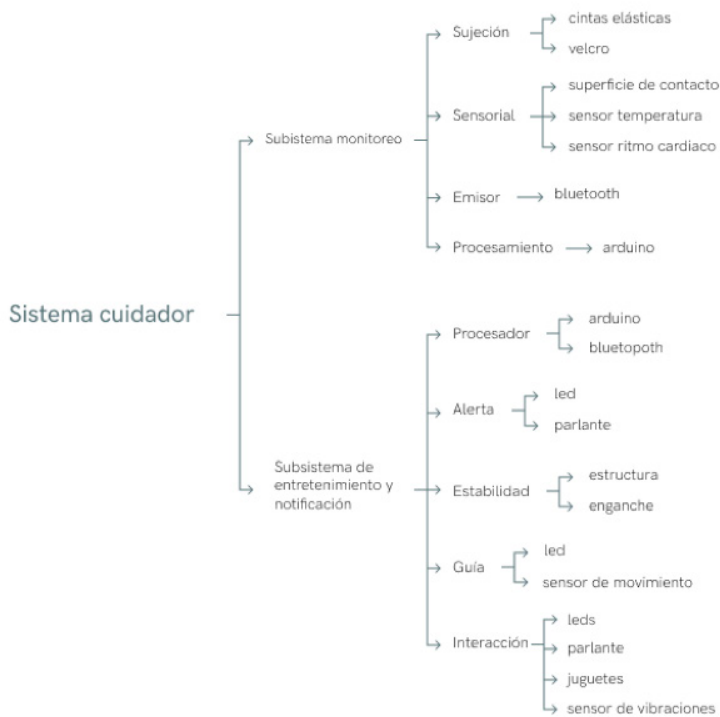 Sistema cuidador
Subistema monitoreo
Sujeción
cintas elásticas
velcro
Sensorial
superficie de contacto
sensor temperatura
sensor ritmo cardiaco
Emisor
bluetooth
Procesamiento
arduino
Subsistema de
entretenimiento y
notificación
Procesador
arduino
bluetopoth
Alerta
led
parlante
Estabilidad
estructura
enganche
Guía
led
sensor de movimiento
Interacción
leds
parlante
juguetes
sensor de vibraciones